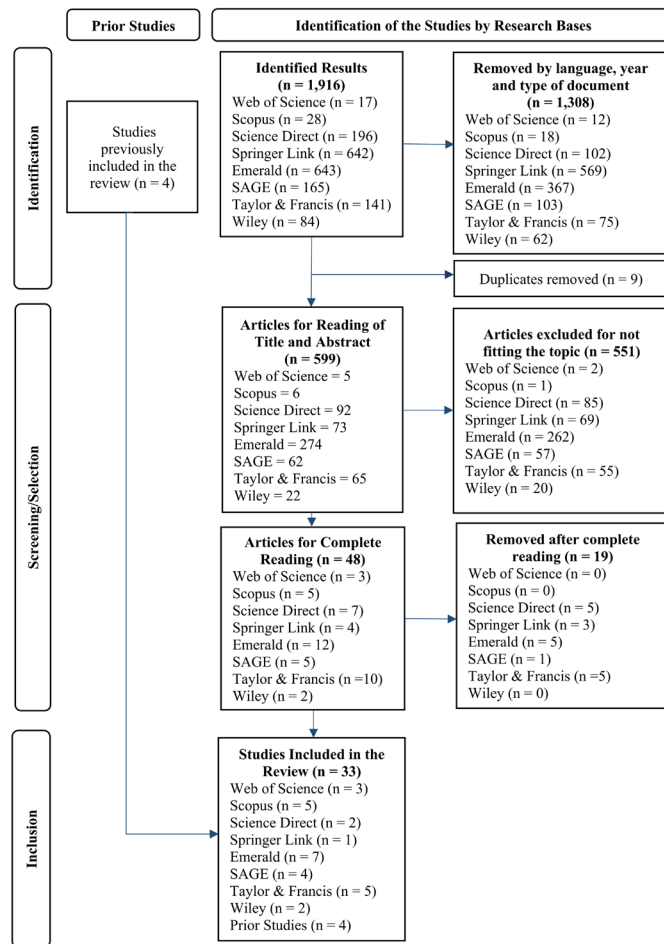 Prior Studies
Identification of the Studies by Research Bases
Identification
Studies
previously
included in the
review (n = 4)
Identified Results
(n = 1,916)
Web of Science (n = 17)
Scopus (n = 28)
Science Direct (n = 196)
Springer Link (n = 642)
Emerald (n = 643)
SAGE (n = 165)
Taylor & Francis (n = 141)
Wiley (n = 84)
Removed by language, year
and type of document
(n = 1,308)
Web of Science (n = 12)
Scopus (n = 18)
Science Direct (n = 102)
Springer Link (n = 569)
Emerald (n = 367)
SAGE (n = 103)
Taylor & Francis (n = 75)
Wiley (n = 62)
Duplicates removed (n = 9)
Screening/Selection
Articles for Reading of
Title and Abstract
(n = 599)
Web of Science = 5
Scopus = 6
Science Direct = 92
Springer Link = 73
Emerald = 274
SAGE = 62
Taylor & Francis = 65
Wiley = 22
Articles excluded for not
fitting the topic (n = 551)
Web of Science (n = 2)
Scopus (n = 1)
Science Direct (n = 85)
Springer Link (n = 69)
Emerald (n = 262)
SAGE (n = 57)
Taylor & Francis (n = 55)
Wiley (n = 20)
Articles for Complete
Reading (n = 48)
Web of Science (n = 3)
Scopus (n = 5)
Science Direct (n = 7)
Springer Link (n = 4)
Emerald (n = 12)
SAGE (n = 5)
Taylor & Francis (n =10)
Wiley (n = 2)
Removed after complete
reading (n = 19)
Web of Science (n = 0)
Scopus (n = 0)
Science Direct (n = 5)
Springer Link (n = 3)
Emerald (n = 5)
SAGE (n = 1)
Taylor & Francis (n =5)
Wiley (n = 0)
Inclusion
Studies Included in the
Review (n = 33)
Web of Science (n = 3)
Scopus (n = 5)
Science Direct (n = 2)
Springer Link (n = 1)
Emerald (n = 7)
SAGE (n = 4)
Taylor & Francis (n = 5)
Wiley (n = 2)
Prior Studies (n = 4)